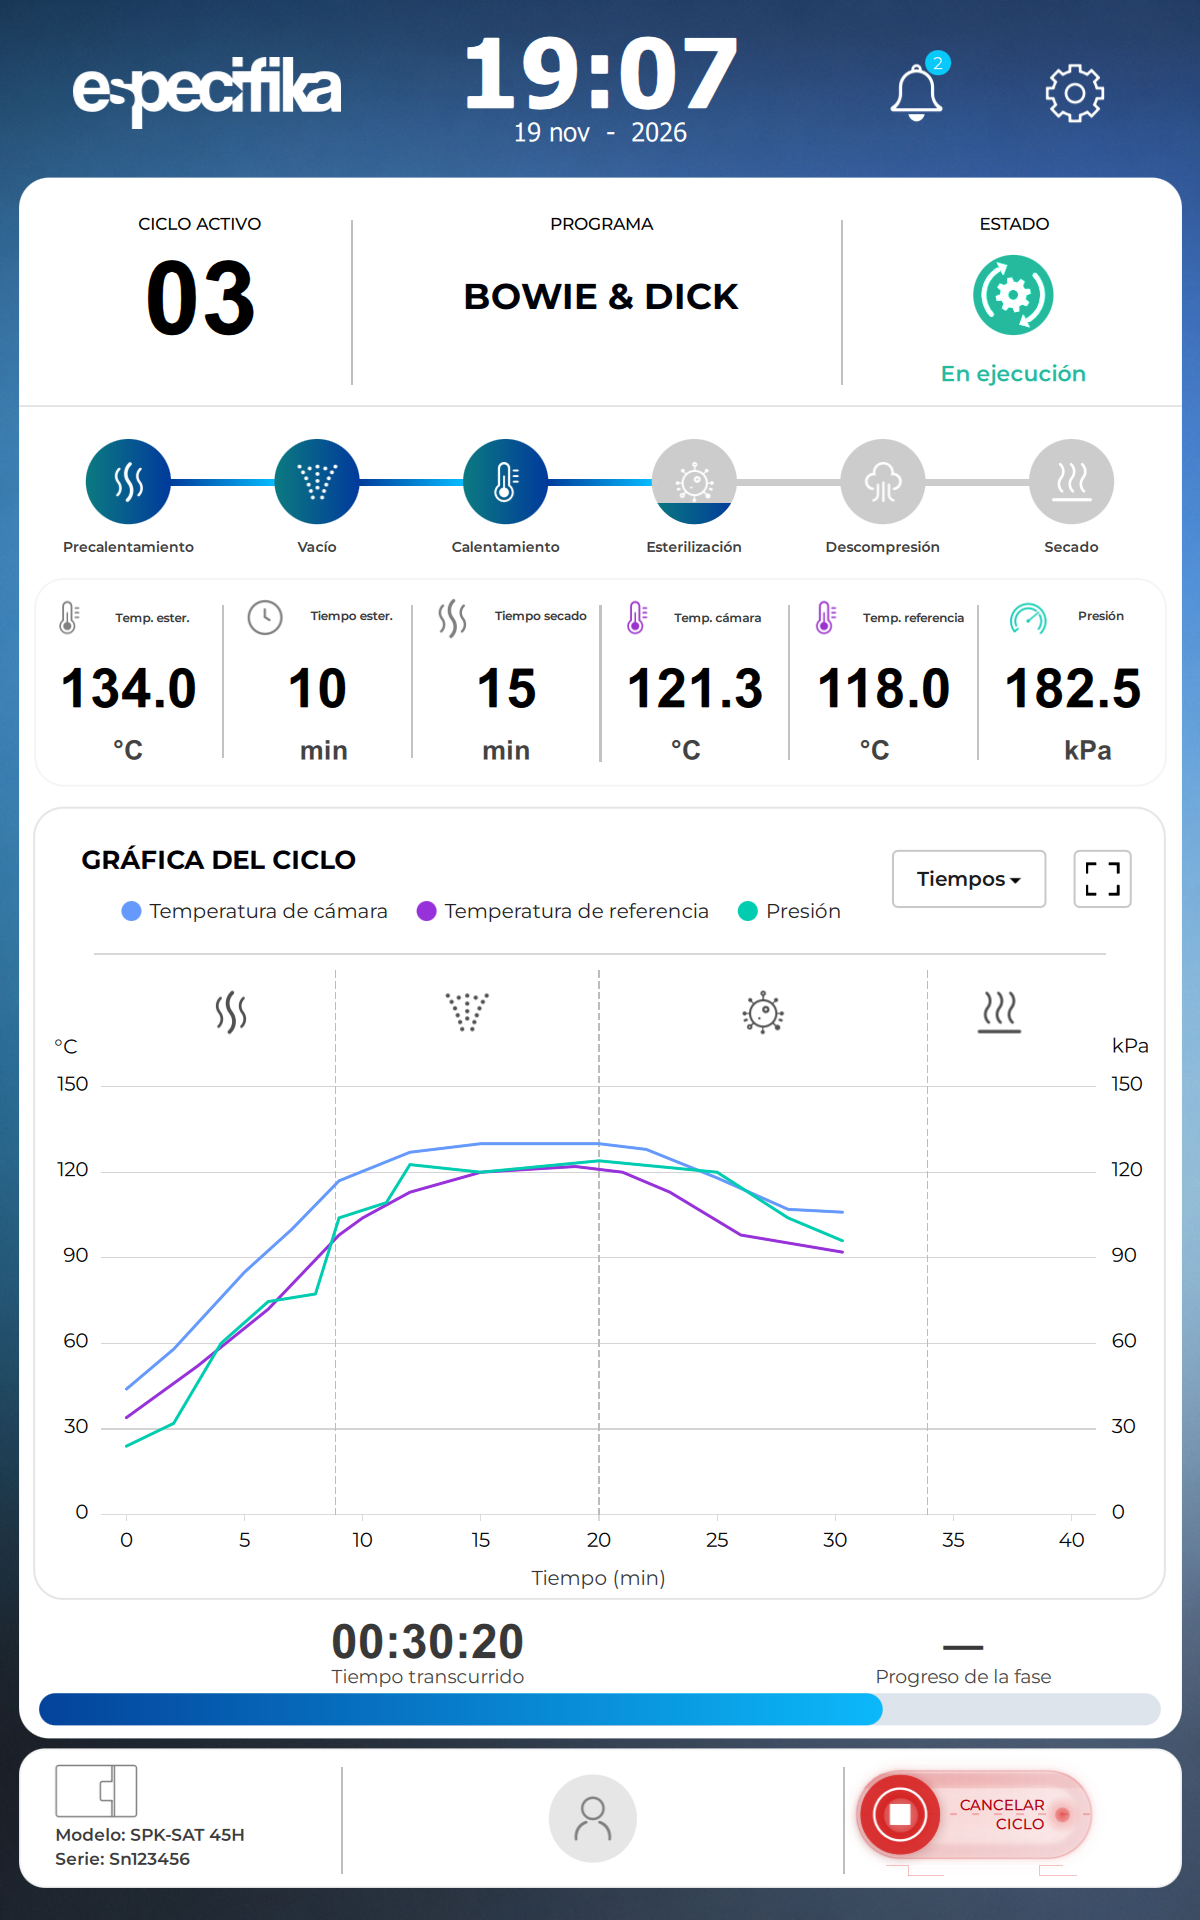 especifika
19:07
19 nov - 2026
2
CICLO ACTIVO
03
PROGRAMA
BOWIE & DICK
ESTADO
En ejecución
Precalentamiento
Vacío
Calentamiento
Esterilización
Descompresión
Secado
Temp. ester.
134.0
°C
Tiempo ester.
10
min
Tiempo secado
15
min
Temp. cámara
121.3
°C
Temp. referencia
118.0
°C
Presión
182.5
kPa
GRÁFICA DEL CICLO
Tiempos
Temperatura de cámara
Temperatura de referencia
Presión
°C
150
120
90
60
30
0
kPa
150
120
90
60
30
0
0 5 10 15 20 25 30 35 40
Tiempo (min)
00:30:20
Tiempo transcurrido
—
Progreso de la fase
Modelo: SPK-SAT 45H
Serie: Sn123456
CANCELAR
CICLO